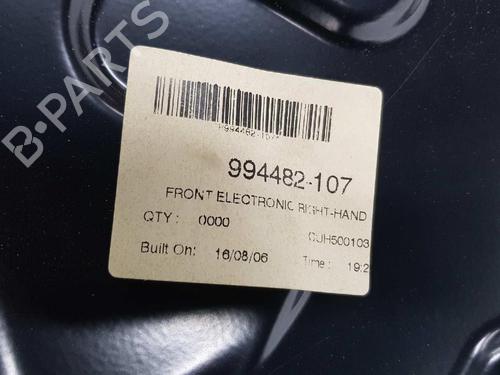 B-PARTS
P994482-107*
994482-107
FRONT ELECTRONIC RIGHT-HAND
QTY : 0000
CUH500103
Built On: 16/08/06 Time : 19:2